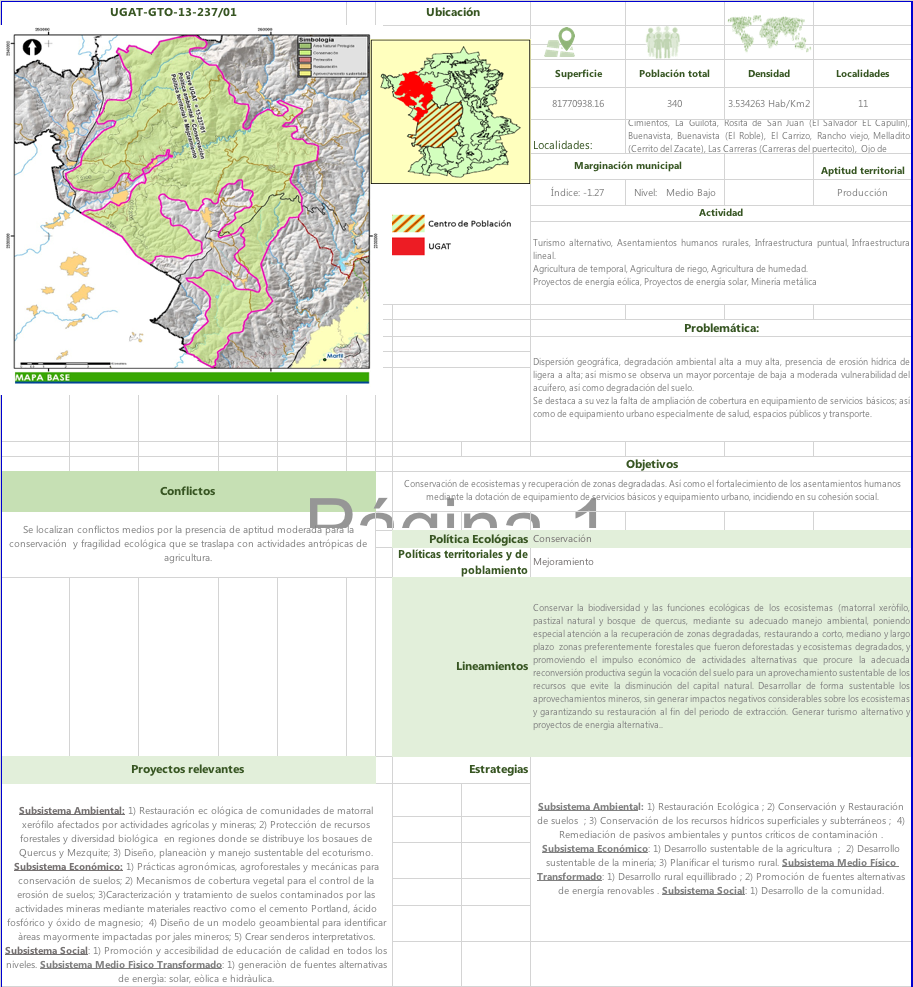 UGAT-GTO-13-237/01
Ubicación
Simbología
Área Natural Protegida
Conservación
Protección
Restauración
Aprovechamiento sustentable
Clave UGAT = 13-237/01
Política ambiental = Conservación
Política territorial = Mejoramiento
Marfil
MAPA BASE
Centro de Población
UGAT
Superficie
Población total
Densidad
Localidades
81770938.16
340
3.534263 Hab/Km2
11
Localidades:
Cimientos, La Guilota, Rosita de San Juan (El Salvador EL Capulín),
Buenavista, Buenavista (El Roble), El Carrizo, Rancho viejo, Melladito
(Cerrito del Zacate), Las Carreras (Carreras del puertecito), Ojo de
Marginación municipal
Aptitud territorial
Índice: -1.27
Nivel: Medio Bajo
Producción
Actividad
Turismo alternativo, Asentamientos humanos rurales, Infraestructura puntual, Infraestructura
lineal.
Agricultura de temporal, Agricultura de riego, Agricultura de humedad.
Proyectos de energía eólica, Proyectos de energía solar, Minería metálica
Problemática:
Dispersión geográfica, degradación ambiental alta a muy alta, presencia de erosión hídrica de
ligera a alta; así mismo se observa un mayor porcentaje de baja a moderada vulnerabilidad del
acuífero, así como degradación del suelo.
Se destaca a su vez la falta de ampliación de cobertura en equipamiento de servicios básicos; así
como de equipamiento urbano especialmente de salud, espacios públicos y transporte.
Objetivos
Conservación de ecosistemas y recuperación de zonas degradadas. Así como el fortalecimiento de los asentamientos humanos
mediante la dotación de equipamiento de servicios básicos y equipamiento urbano, incidiendo en su cohesión social.
Página 1
Conflictos
Se localizan conflictos medios por la presencia de aptitud moderada para la
conservación y fragilidad ecológica que se traslapa con actividades antrópicas de
agricultura.
Política Ecológicas
Conservación
Políticas territoriales y de
poblamiento
Mejoramiento
Lineamientos
Conservar la biodiversidad y las funciones ecológicas de los ecosistemas (matorral xerófilo,
pastizal natural y bosque de quercus, mediante su adecuado manejo ambiental, poniendo
especial atención a la recuperación de zonas degradadas, restaurando a corto, mediano y largo
plazo zonas preferentemente forestales que fueron deforestadas y ecosistemas degradados, y
promoviendo el impulso económico de actividades alternativas que procure la adecuada
reconversión productiva según la vocación del suelo para un aprovechamiento sustentable de los
recursos que evite la disminución del capital natural. Desarrollar de forma sustentable los
aprovechamientos mineros, sin generar impactos negativos considerables sobre los ecosistemas
y garantizando su restauración al fin del periodo de extracción. Generar turismo alternativo y
proyectos de energía alternativa..
Proyectos relevantes
Subsistema Ambiental: 1) Restauración ec ológica de comunidades de matorral
xerófilo afectados por actividades agrícolas y mineras; 2) Protección de recursos
forestales y diversidad biológica en regiones donde se distribuye los bosaues de
Quercus y Mezquite; 3) Diseño, planeación y manejo sustentable del ecoturismo.
Subsistema Económico: 1) Prácticas agronómicas, agroforestales y mecánicas para
conservación de suelos; 2) Mecanismos de cobertura vegetal para el control de la
erosión de suelos; 3)Caracterización y tratamiento de suelos contaminados por las
actividades mineras mediante materiales reactivo como el cemento Portland, ácido
fosfórico y óxido de magnesio; 4) Diseño de un modelo geoambiental para identificar
áreas mayormente impactadas por jales mineros; 5) Crear senderos interpretativos.
Subsistema Social: 1) Promoción y accesibilidad de educación de calidad en todos los
niveles. Subsistema Medio Fisico Transformado: 1) generación de fuentes alternativas
de energía: solar, eólica e hidráulica.
Estrategias
Subsistema Ambiental: 1) Restauración Ecológica ; 2) Conservación y Restauración
de suelos ; 3) Conservación de los recursos hídricos superficiales y subterráneos ; 4)
Remediación de pasivos ambientales y puntos críticos de contaminación .
Subsistema Económico: 1) Desarrollo sustentable de la agricultura ; 2) Desarrollo
sustentable de la minería; 3) Planificar el turismo rural. Subsistema Medio Físico
Transformado: 1) Desarrollo rural equillibrado ; 2) Promoción de fuentes alternativas
de energía renovables . Subsistema Social: 1) Desarrollo de la comunidad.